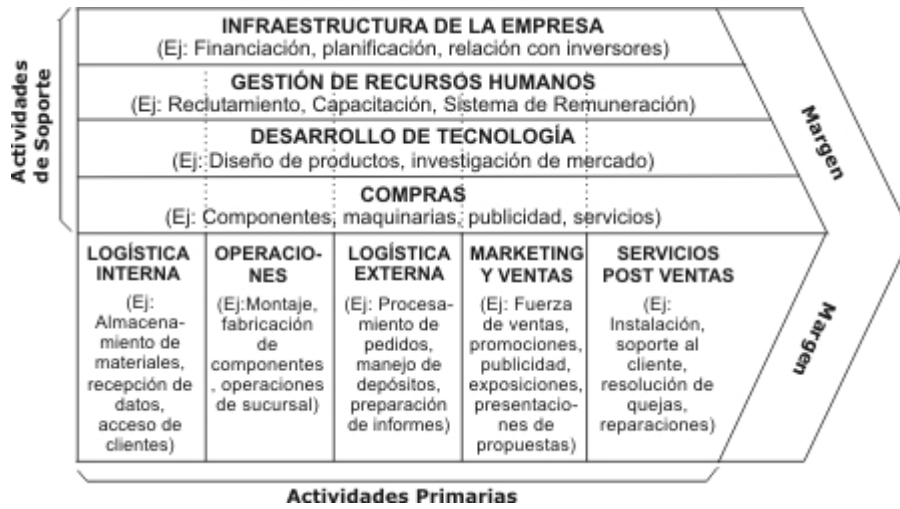 Actividades
de Soporte
INFRAESTRUCTURA DE LA EMPRESA
(Ej: Financiación, planificación, relación con inversores)
GESTIÓN DE RECURSOS HUMANOS
(Ej: Reclutamiento, Capacitación, Sistema de Remuneración)
DESARROLLO DE TECNOLOGÍA
(Ej: Diseño de productos, investigación de mercado)
COMPRAS
(Ej: Componentes, maquinarias, publicidad, servicios)
Margen
LOGÍSTICA
INTERNA
(Ej:
Almacena-
miento de
materiales,
recepción de
datos,
acceso de
clientes)
OPERACIO-
NES
(Ej:Montaje,
fabricación
de
componentes
, operaciones
de sucursal)
LOGÍSTICA
EXTERNA
(Ej: Procesa-
miento de
pedidos,
manejo de
depósitos,
preparación
de informes)
MARKETING
Y VENTAS
(Ej: Fuerza
de ventas,
promociones,
publicidad,
exposiciones,
presentacio-
nes de
propuestas)
SERVICIOS
POST VENTAS
(Ej:
Instalación,
soporte al
cliente,
resolución de
quejas,
reparaciones)
Margen
Actividades Primarias